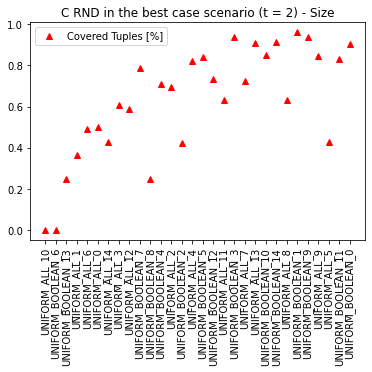 C RND in the best case scenario (t = 2) - Size
Covered Tuples [%]
1.0
0.8
0.6
0.4
0.2
0.0
UNIFORM_ALL_10
UNIFORM_BOOLEAN_6
UNIFORM_BOOLEAN_13
UNIFORM_ALL_1
UNIFORM_ALL_6
UNIFORM_ALL_0
UNIFORM_ALL_14
UNIFORM_ALL_3
UNIFORM_ALL_12
UNIFORM_BOOLEAN_7
UNIFORM_BOOLEAN_8
UNIFORM_BOOLEAN_4
UNIFORM_ALL_2
UNIFORM_BOOLEAN_2
UNIFORM_ALL_4
UNIFORM_BOOLEAN_5
UNIFORM_BOOLEAN_12
UNIFORM_ALL_11
UNIFORM_BOOLEAN_3
UNIFORM_ALL_7
UNIFORM_ALL_13
UNIFORM_BOOLEAN_10
UNIFORM_BOOLEAN_14
UNIFORM_ALL_8
UNIFORM_BOOLEAN_1
UNIFORM_BOOLEAN_9
UNIFORM_ALL_9
UNIFORM_ALL_5
UNIFORM_BOOLEAN_11
UNIFORM_BOOLEAN_0